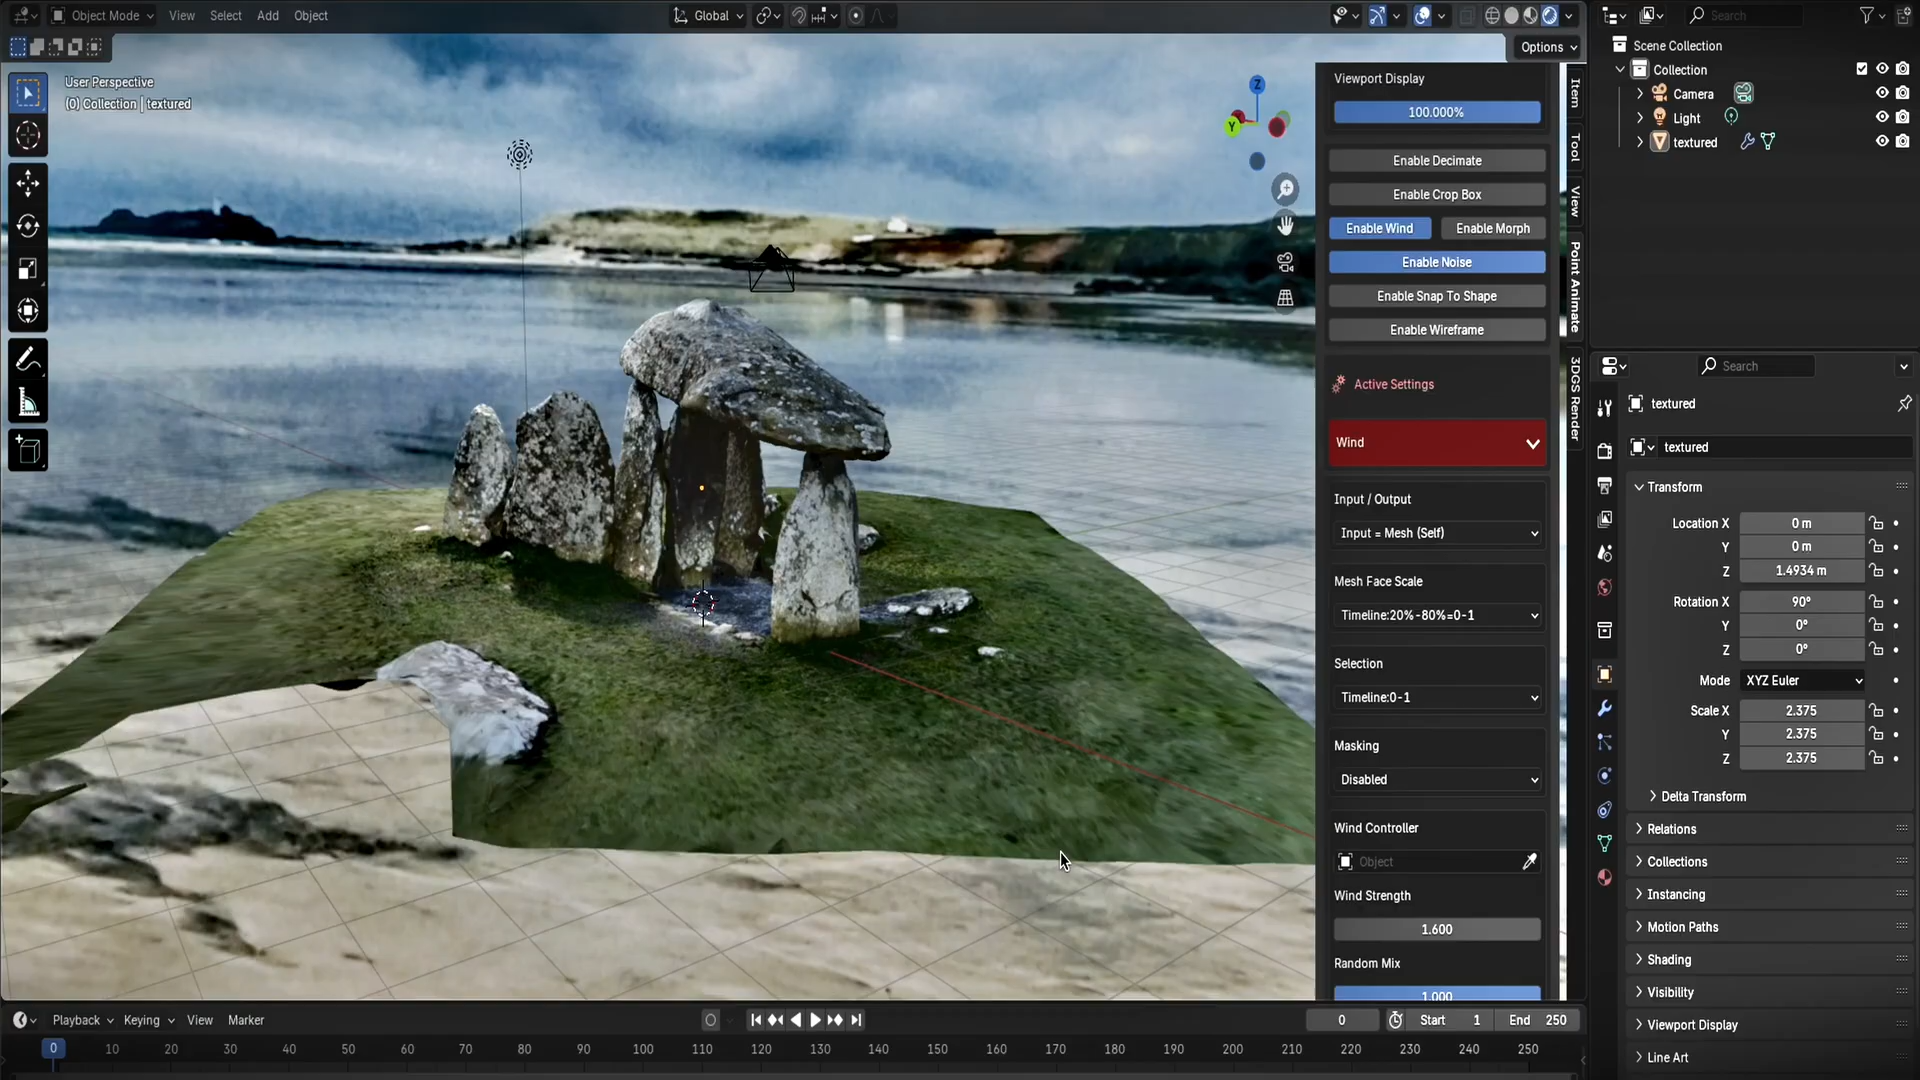 Object Mode
View
Select
Add
Object
Global
Options
User Perspective
(0) Collection | textured
Z
Y
Viewport Display
100.000%
Enable Decimate
Enable Crop Box
Enable Wind
Enable Morph
Enable Noise
Enable Snap To Shape
Enable Wireframe
Active Settings
Wind
Input / Output
Input = Mesh (Self)
Mesh Face Scale
Timeline:20%-80%=0-1
Selection
Timeline:0-1
Masking
Disabled
Wind Controller
Object
Wind Strength
1.600
Random Mix
1.000
Item
Tool
View
Point Animate
3DGS Render
Search
Scene Collection
Collection
Camera
Light
textured
Search
textured
textured
Transform
Location X 0 m
Y 0 m
Z 1.4934 m
Rotation X 90°
Y 0°
Z 0°
Mode XYZ Euler
Scale X 2.375
Y 2.375
Z 2.375
Delta Transform
Relations
Collections
Instancing
Motion Paths
Shading
Visibility
Viewport Display
Line Art
Playback
Keying
View
Marker
0
Start 1
End 250
0 10 20 30 40 50 60 70 80 90 100 110 120 130 140 150 160 170 180 190 200 210 220 230 240 250